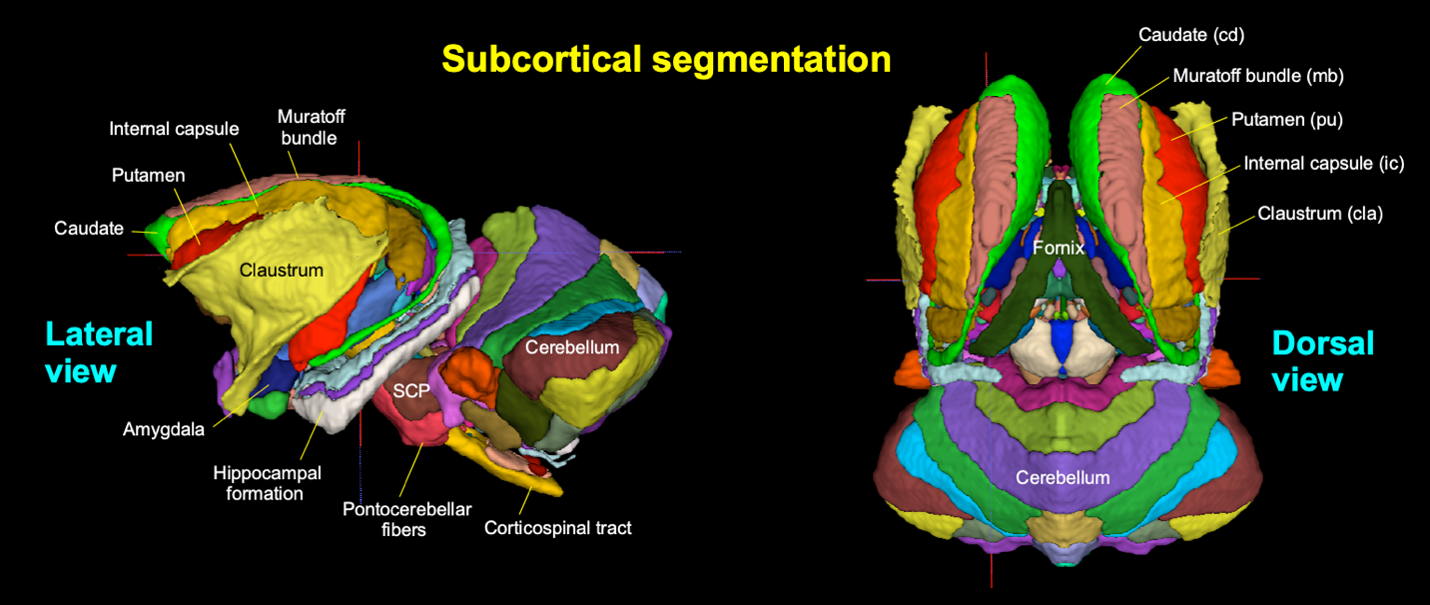 Subcortical segmentation
Muratoff
bundle
Internal capsule
Putamen
Caudate
Claustrum
Lateral
view
Cerebellum
SCP
Amygdala
Hippocampal
formation
Pontocerebellar
fibers
Corticospinal tract
Caudate (cd)
Muratoff bundle (mb)
Putamen (pu)
Internal capsule (ic)
Claustrum (cla)
Fornix
Dorsal
view
Cerebellum